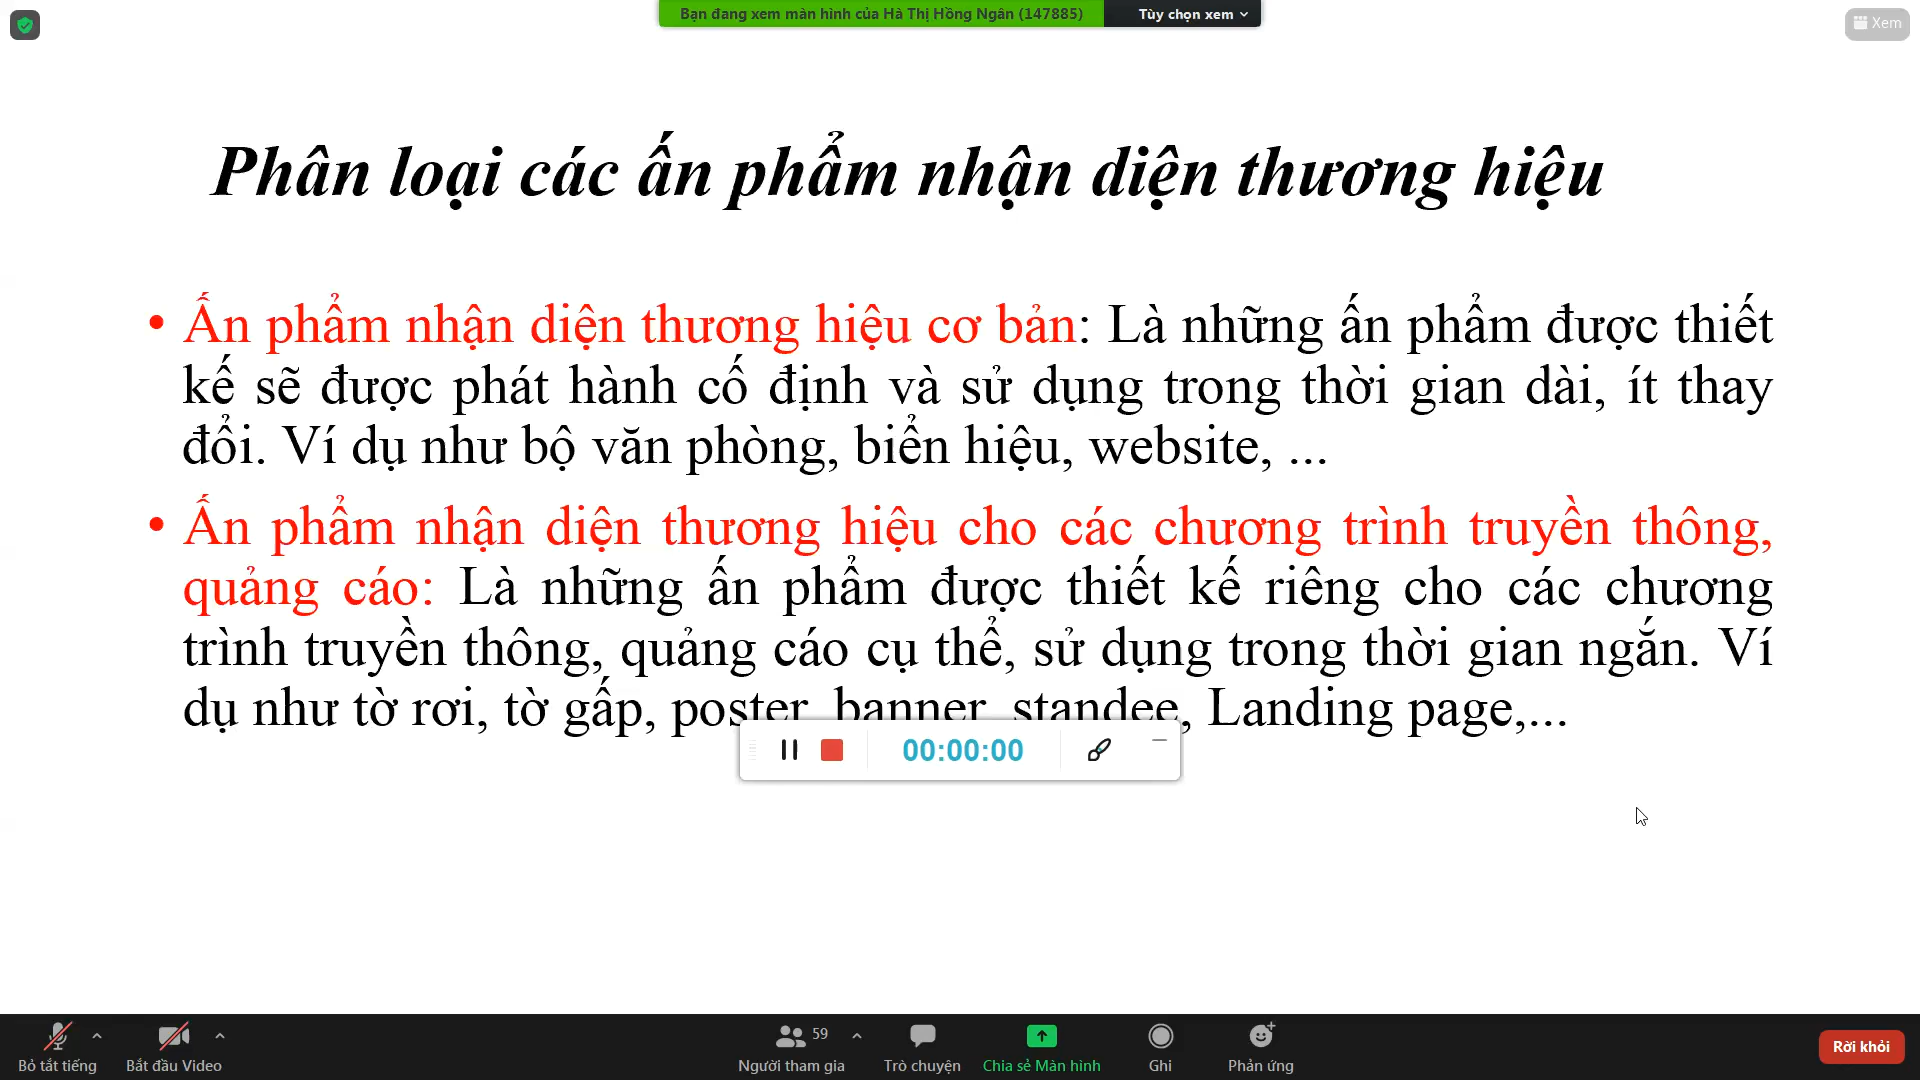 Bạn đang xem màn hình của Hà Thị Hồng Ngân (147885) Tùy chọn xem
Xem
Phân loại các ấn phẩm nhận diện thương hiệu
• Ấn phẩm nhận diện thương hiệu cơ bản: Là những ấn phẩm được thiết
kế sẽ được phát hành cố định và sử dụng trong thời gian dài, ít thay
đổi. Ví dụ như bộ văn phòng, biển hiệu, website, ...
• Ấn phẩm nhận diện thương hiệu cho các chương trình truyền thông,
quảng cáo: Là những ấn phẩm được thiết kế riêng cho các chương
trình truyền thông, quảng cáo cụ thể, sử dụng trong thời gian ngắn. Ví
dụ như tờ rơi, tờ gấp, poster, banner, standee, Landing page,...
00:00:00
59
Bỏ tắt tiếng Bắt đầu Video Người tham gia Trò chuyện Chia sẻ Màn hình Ghi Phản ứng Rời khỏi